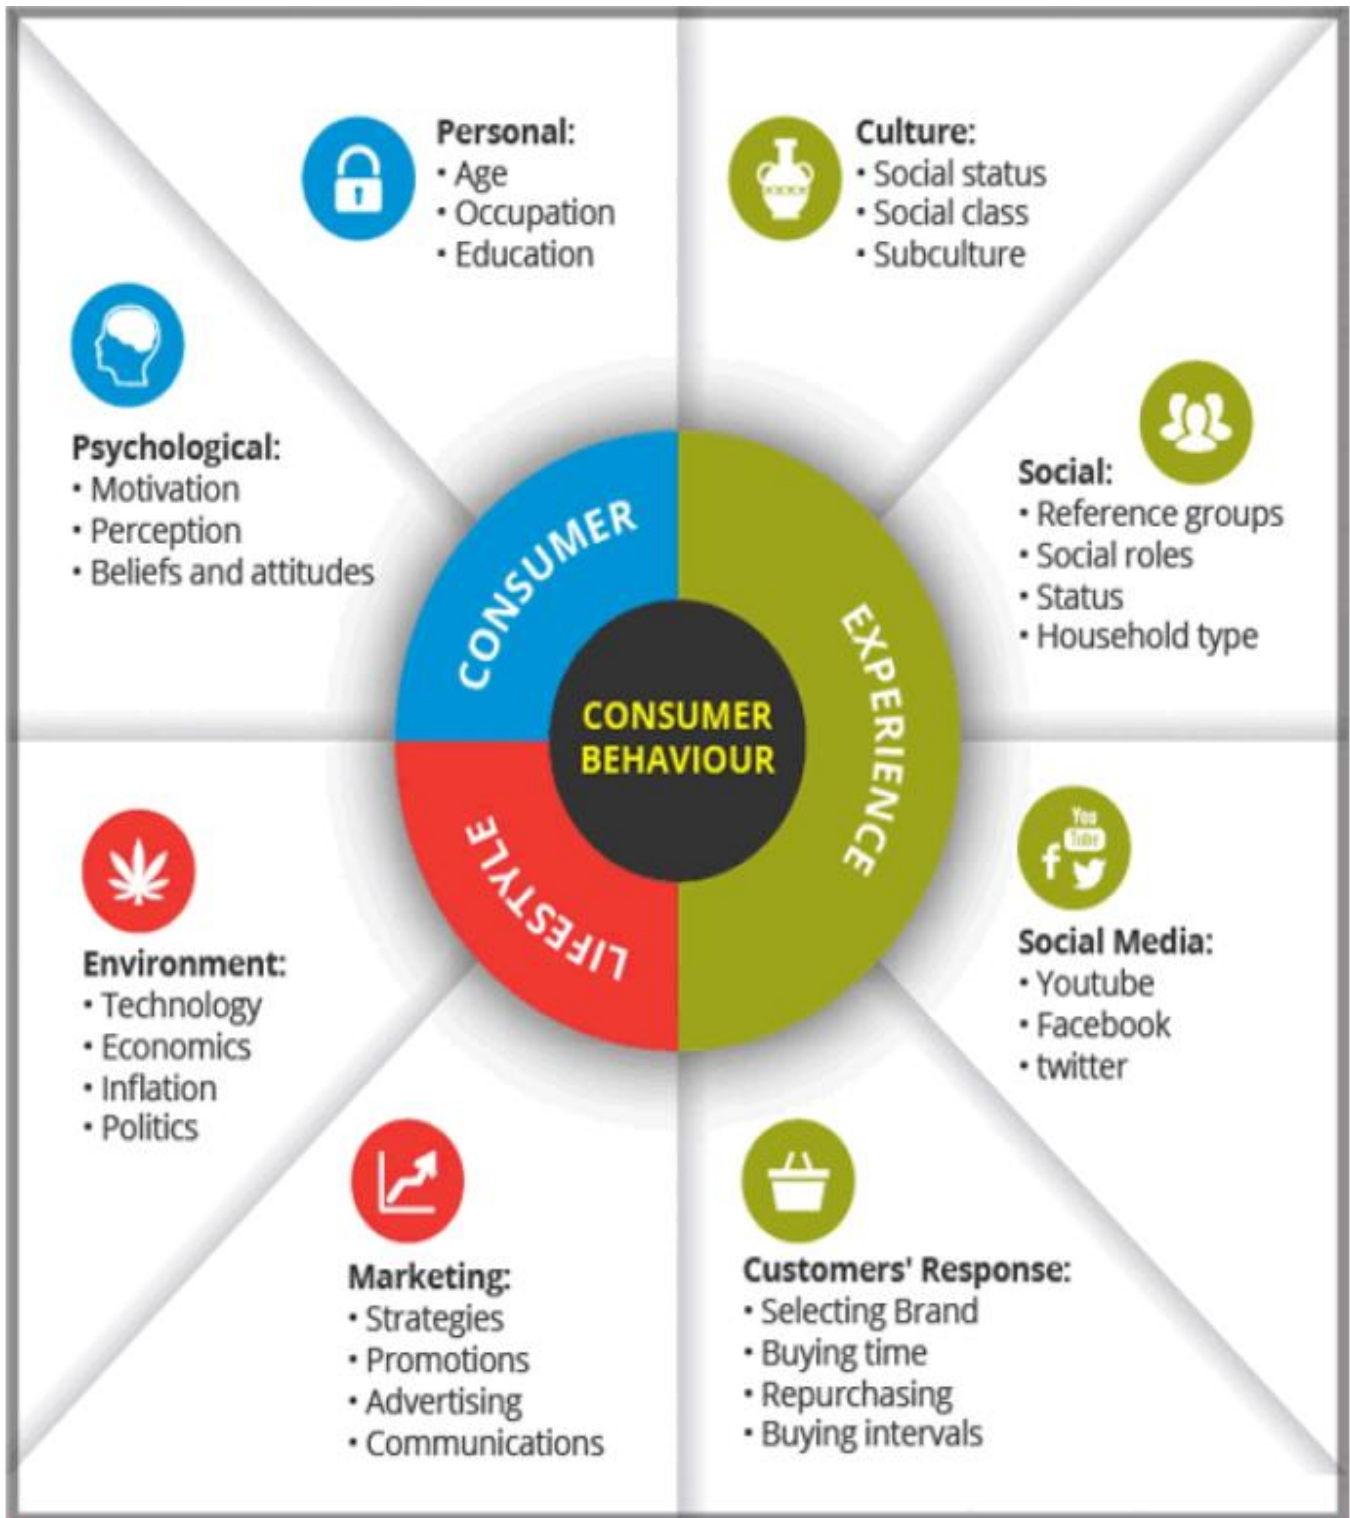 Personal:
• Age
• Occupation
• Education
Culture:
• Social status
• Social class
• Subculture
Psychological:
• Motivation
• Perception
• Beliefs and attitudes
Social:
• Reference groups
• Social roles
• Status
• Household type
CONSUMER
EXPERIENCE
LIFESTYLE
CONSUMER
BEHAVIOUR
Environment:
• Technology
• Economics
• Inflation
• Politics
You
Tube
f
Social Media:
• Youtube
• Facebook
• twitter
Marketing:
• Strategies
• Promotions
• Advertising
• Communications
Customers' Response:
• Selecting Brand
• Buying time
• Repurchasing
• Buying intervals